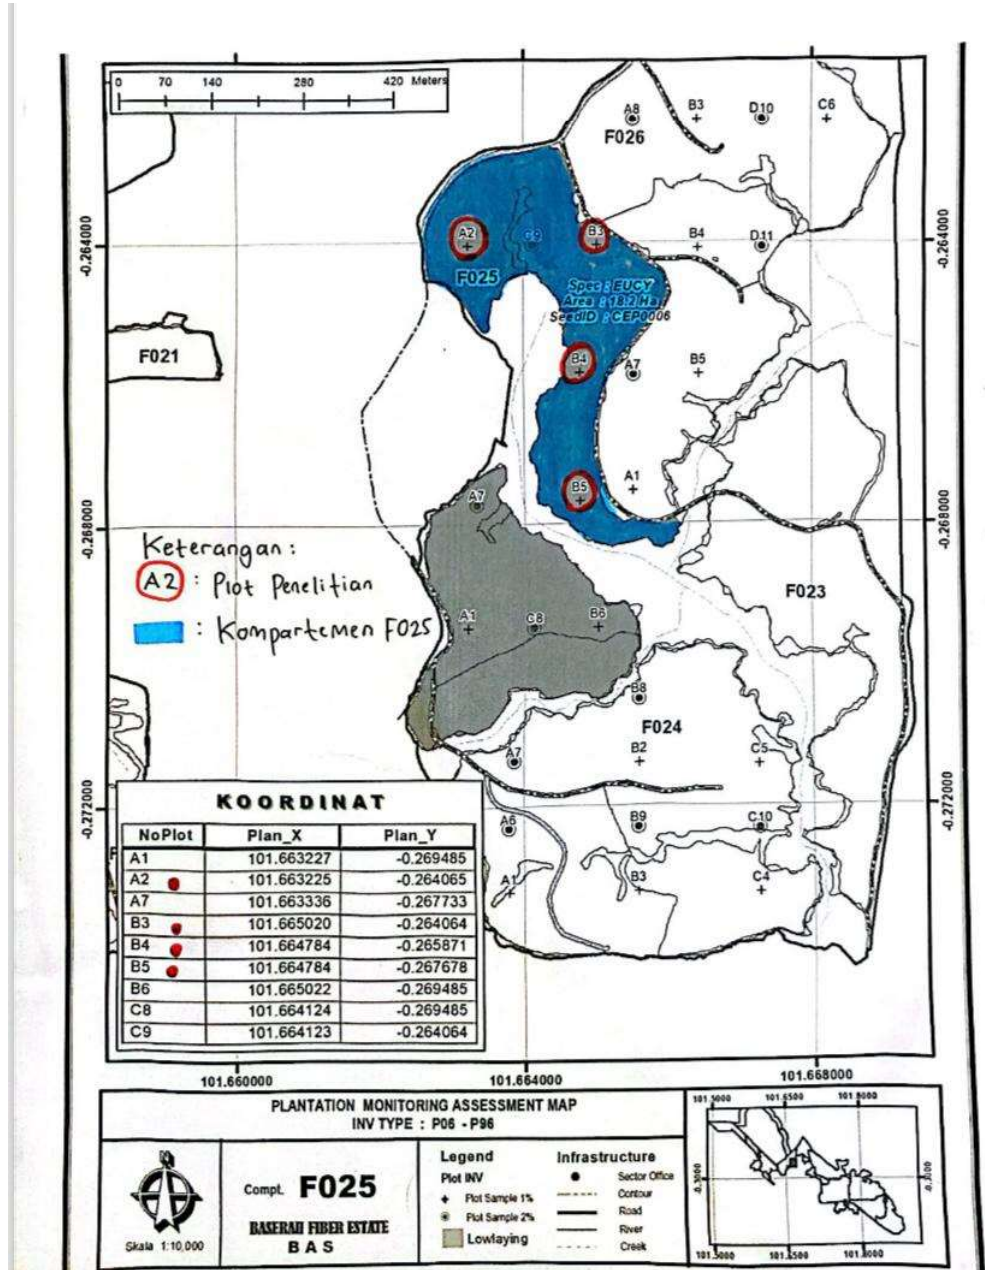 0 70 140 280 420 Meters
A8 B3 D10 C6
F026
A2 C9 B3 B4 D11
-0.264000 -0.264000
F025
Spec : EUCY
Area : 18.2 Ha
SeedID : CEP0006
F021
B4 A7 B5
B5 A1
A7
-0.268000 -0.268000
Keterangan :
A2 : Plot Penelitian
: Kompartemen F025
F023
A1 C8 B6
B8
F024
A7 B2 C5
-0.272000 -0.272000
A6 B9 C10
A1 B3 C4
KOORDINAT
NoPlot Plan_X Plan_Y
A1 101.663227 -0.269485
A2 101.663225 -0.264065
A7 101.663336 -0.267733
B3 101.665020 -0.264064
B4 101.664784 -0.265871
B5 101.664784 -0.267678
B6 101.665022 -0.269485
C8 101.664124 -0.269485
C9 101.664123 -0.264064
101.660000 101.664000 101.668000
PLANTATION MONITORING ASSESSMENT MAP
INV TYPE : P06 - P96
Skala 1:10,000
Compt. F025
BASERAH FIBER ESTATE
BAS
Legend
Plot INV
Plot Sample 1%
Plot Sample 2%
Lowlaying
Infrastructure
Sector Office
Contour
Road
River
Creek